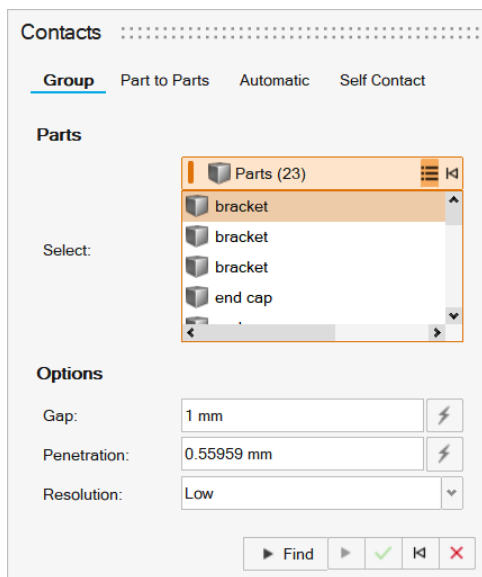 Contacts
Group Part to Parts Automatic Self Contact
Parts
Parts (23)
bracket
bracket
Select:
bracket
end cap
Options
Gap: 1 mm
Penetration: 0.55959 mm
Resolution: Low
Find